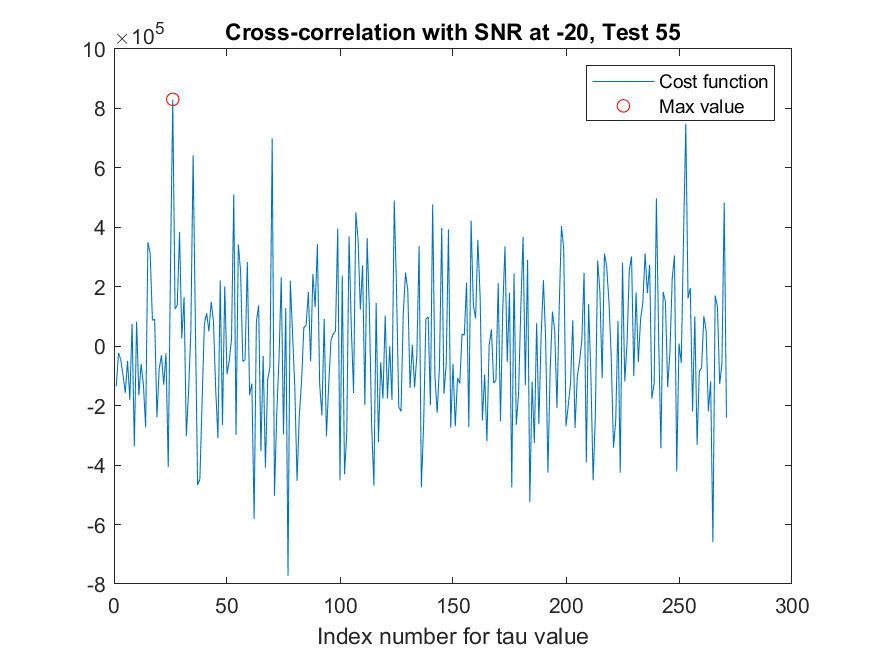 Cross-correlation with SNR at -20, Test 55
×10^5
10
8
6
4
2
0
-2
-4
-6
-8
0 50 100 150 200 250 300
Index number for tau value
Cost function
Max value